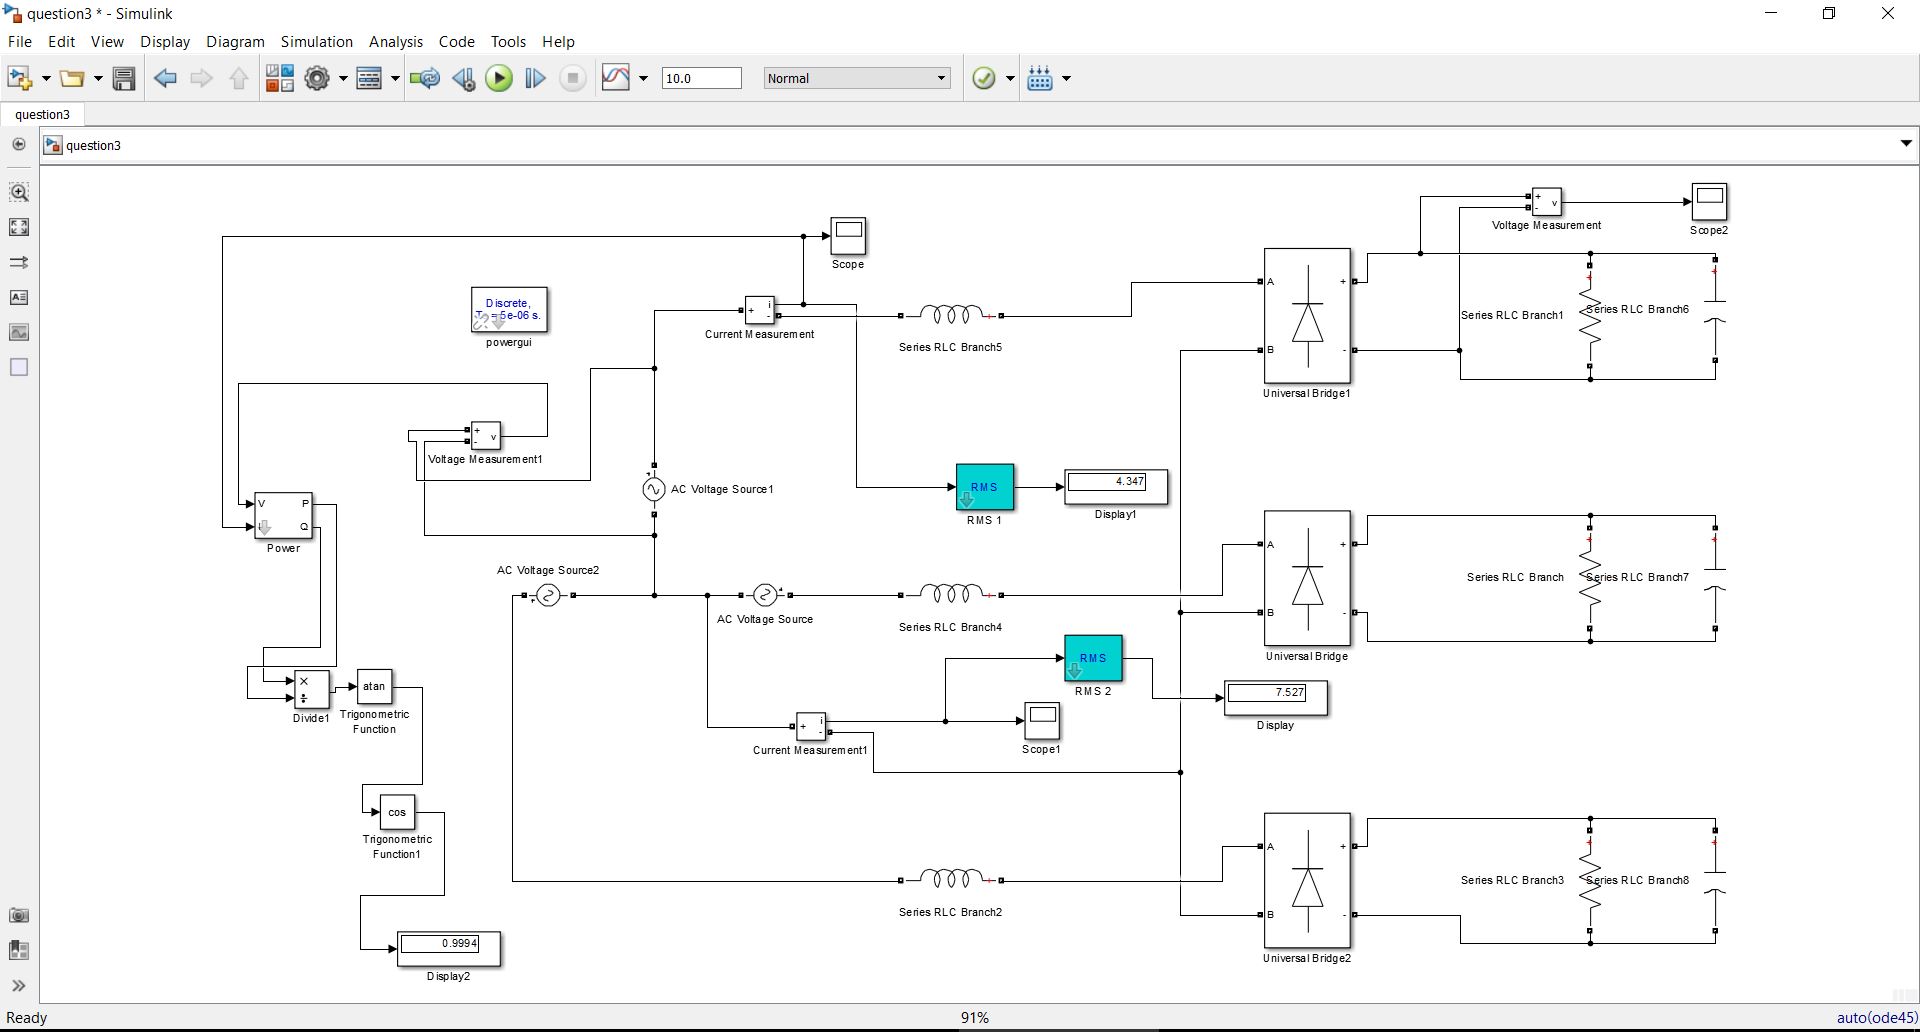 question3 * - Simulink
File Edit View Display Diagram Simulation Analysis Code Tools Help
10.0
Normal
question3
question3
Scope
Voltage Measurement
Scope2
Discrete,
= 5e-06 s.
powergui
Current Measurement
Series RLC Branch5
A
B
+
-
Universal Bridge1
Series RLC Branch1
Series RLC Branch6
+
-
v
Voltage Measurement1
AC Voltage Source1
RMS
RMS 1
4.347
Display1
V
P
Q
Power
AC Voltage Source2
AC Voltage Source
Series RLC Branch4
A
B
+
-
Universal Bridge
Series RLC Branch
Series RLC Branch7
RMS
RMS 2
7.527
Display
×
÷
Divide1
atan
Trigonometric
Function
+
i
-
Current Measurement1
Scope1
cos
Trigonometric
Function1
Series RLC Branch2
A
B
+
-
Universal Bridge2
Series RLC Branch3
Series RLC Branch8
0.9994
Display2
Ready
91%
auto(ode45)